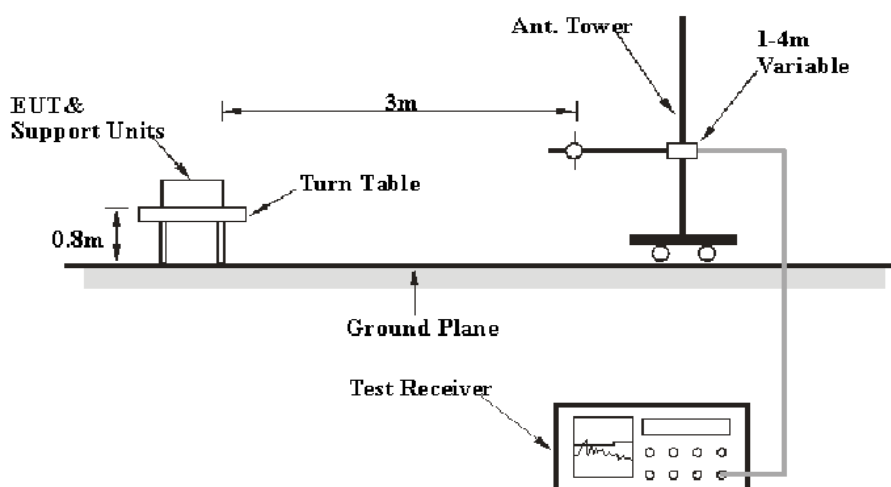 Ant. Tower
1-4m
Variable
3m
EUT&
Support Units
Turn Table
0.8m
Ground Plane
Test Receiver